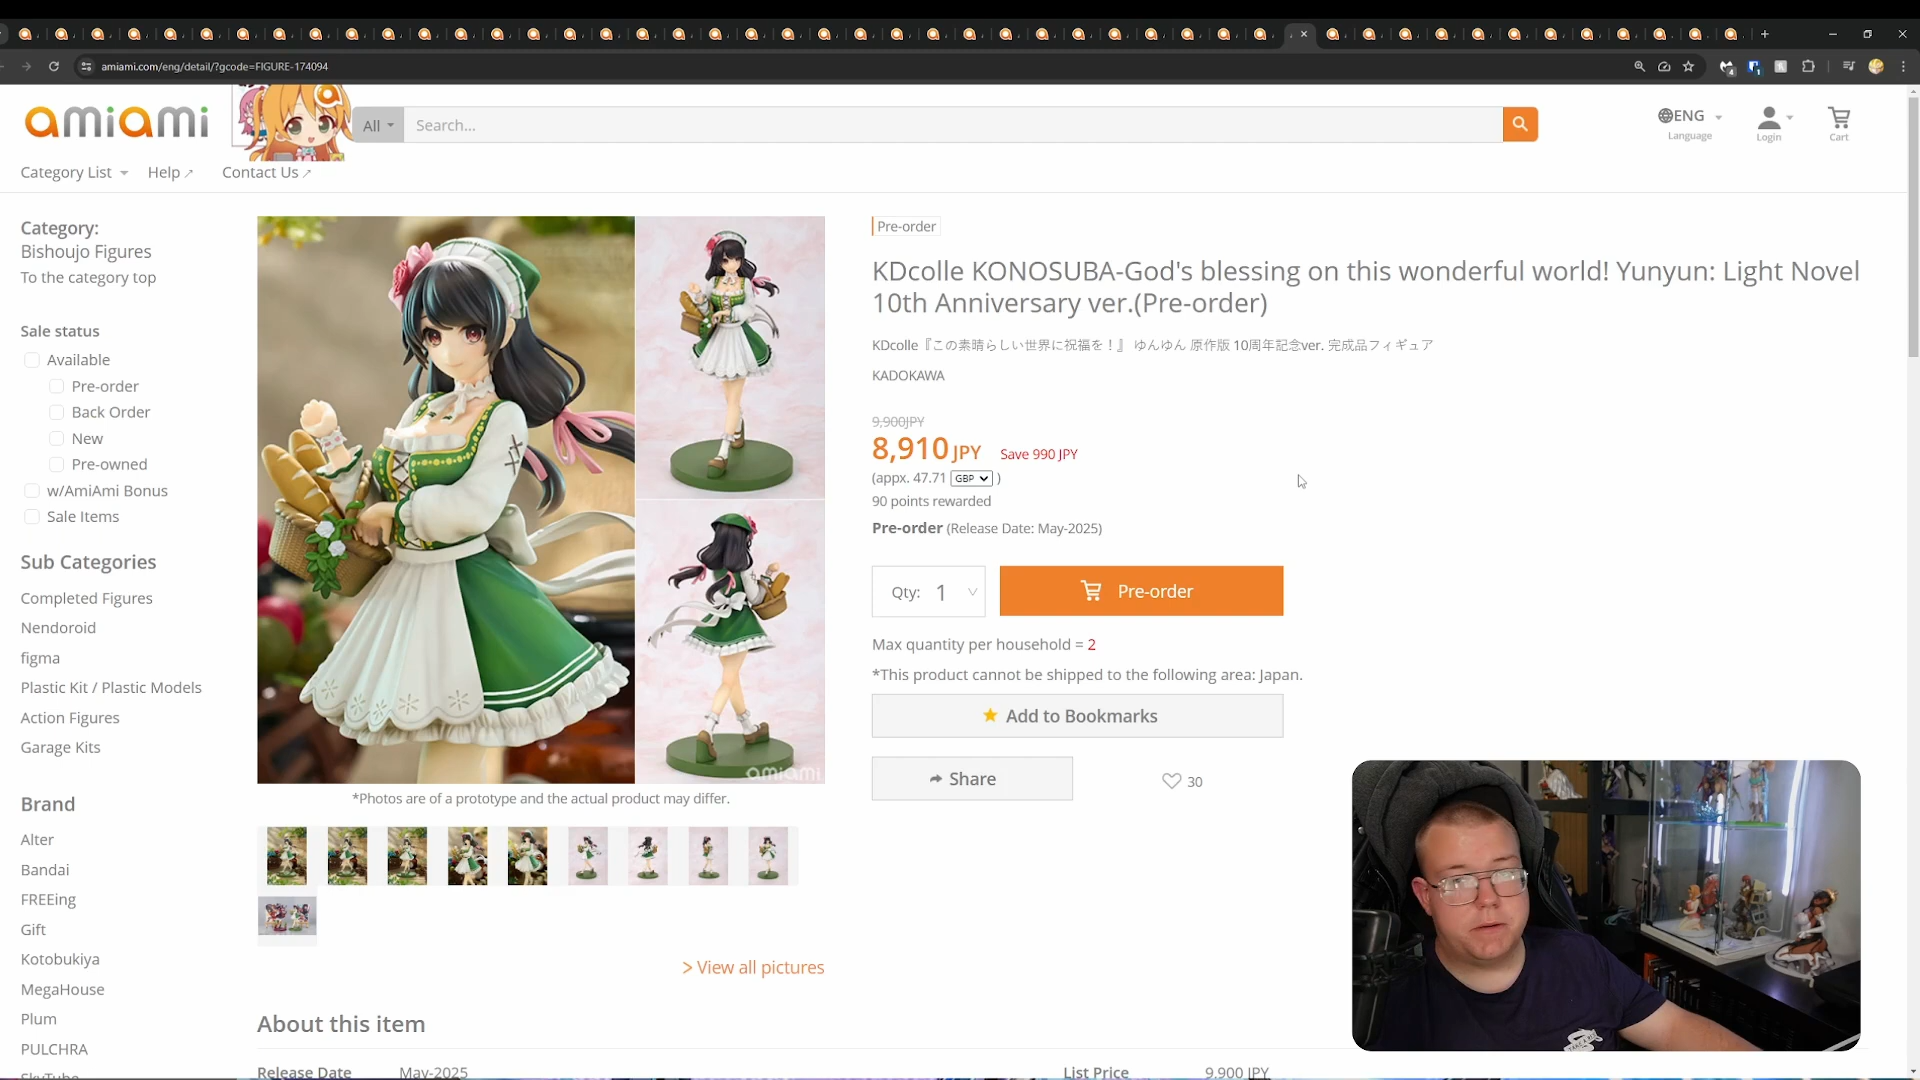 amiami.com/eng/detail/?gcode=FIGURE-174094
amiami
All
Search...
ENG
Language
Login
Cart
Category List
Help
Contact Us
Category:
Bishoujo Figures
To the category top
Sale status
Available
Pre-order
Back Order
New
Pre-owned
w/AmiAmi Bonus
Sale Items
Sub Categories
Completed Figures
Nendoroid
figma
Plastic Kit / Plastic Models
Action Figures
Garage Kits
Brand
Alter
Bandai
FREEing
Gift
Kotobukiya
MegaHouse
Plum
PULCHRA
SkyTube
amiami
*Photos are of a prototype and the actual product may differ.
> View all pictures
Pre-order
KDcolle KONOSUBA-God's blessing on this wonderful world! Yunyun: Light Novel
10th Anniversary ver.(Pre-order)
KDcolle『この素晴らしい世界に祝福を！』 ゆんゆん 原作版 10周年記念ver. 完成品フィギュア
KADOKAWA
9,900JPY
8,910 JPY Save 990 JPY
(appx. 47.71 GBP )
90 points rewarded
Pre-order (Release Date: May-2025)
Qty: 1
Pre-order
Max quantity per household = 2
*This product cannot be shipped to the following area: Japan.
Add to Bookmarks
Share
30
About this item
Release Date May-2025
List Price 9,900 JPY